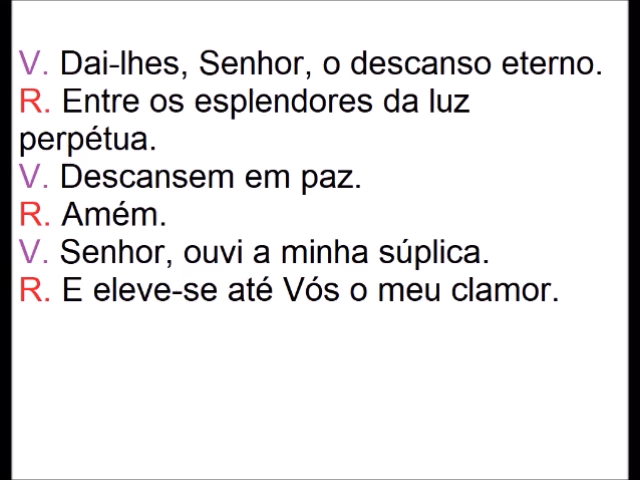 V. Dai-lhes, Senhor, o descanso eterno.
R. Entre os esplendores da luz
perpétua.
V. Descansem em paz.
R. Amém.
V. Senhor, ouvi a minha súplica.
R. E eleve-se até Vós o meu clamor.